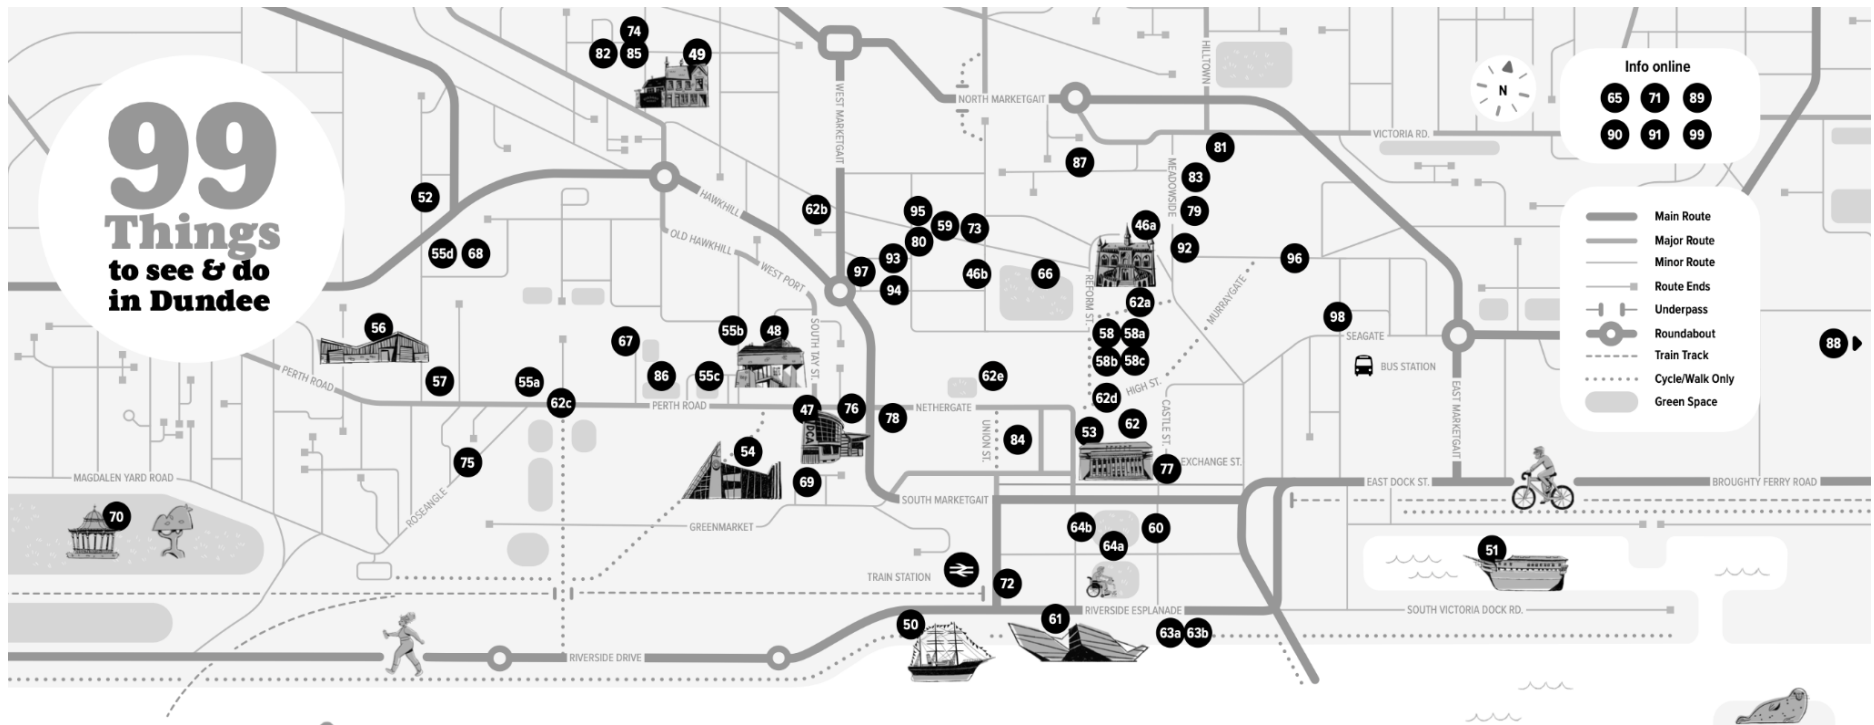 99
Things
to see & do
in Dundee
74
82
85
49
WEST MARKETGAIT
NORTH MARKETGAIT
HILLTOWN
N
Info online
65
71
89
90
91
99
VICTORIA RD.
81
87
MEADOWSIDE
83
79
52
HAWKHILL
62b
95
59
73
80
46a
55d
68
OLD HAWKHILL
WEST PORT
93
97
94
46b
66
92
96
REFORM ST.
62a
MURRAYGATE
Main Route
Major Route
Minor Route
Route Ends
Underpass
Roundabout
Train Track
Cycle/Walk Only
Green Space
56
67
55b
48
SOUTH TAY ST.
58
58a
58b
58c
98
SEAGATE
BUS STATION
88
PERTH ROAD
57
55a
62c
86
55c
PERTH ROAD
47
DCA
76
78
NETHERGATE
62e
62d
HIGH ST.
CASTLE ST.
EAST MARKETGAIT
75
54
69
UNION ST.
84
53
62
77
EXCHANGE ST.
MAGDALEN YARD ROAD
70
ROSEANGLE
GREENMARKET
SOUTH MARKETGAIT
EAST DOCK ST.
BROUGHTY FERRY ROAD
64b
64a
60
51
TRAIN STATION
72
RIVERSIDE ESPLANADE
SOUTH VICTORIA DOCK RD.
50
61
63a
63b
RIVERSIDE DRIVE